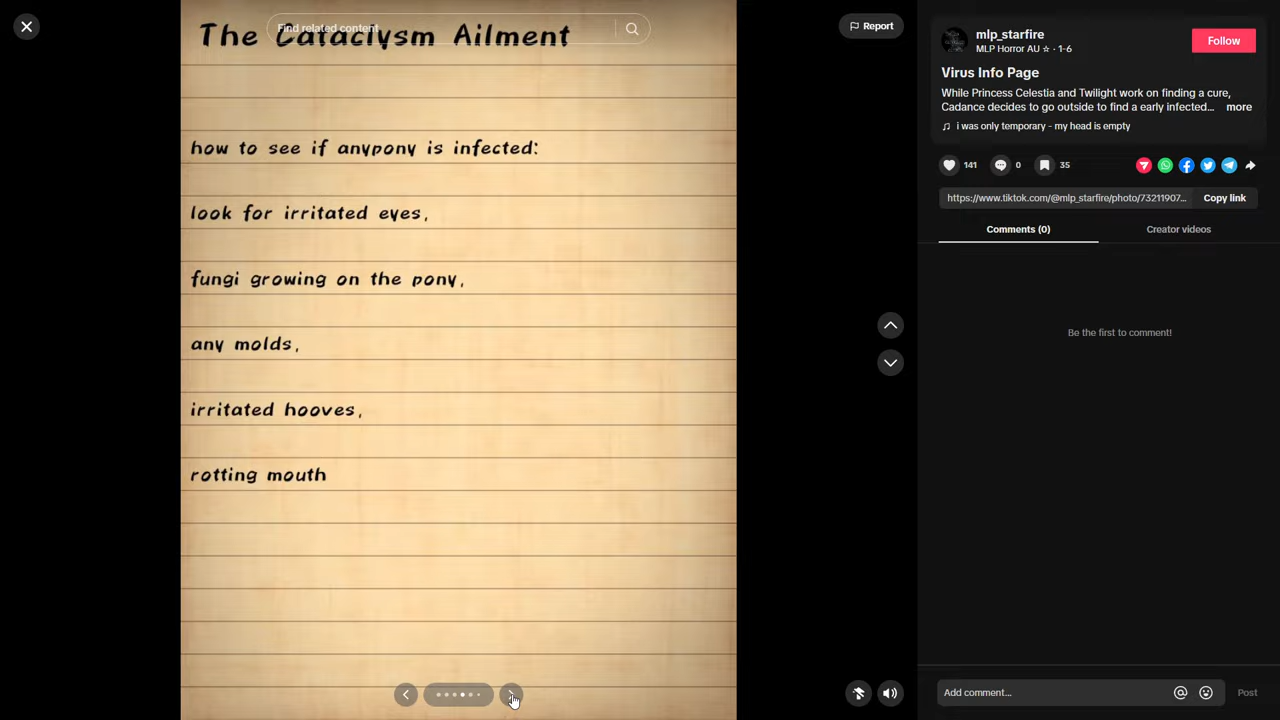 Find related content
The Cataclysm Ailment
how to see if anypony is infected:
look for irritated eyes,
fungi growing on the pony,
any molds,
irritated hooves,
rotting mouth
Report
mlp_starfire
MLP Horror AU ☆ · 1-6
Follow
Virus Info Page
While Princess Celestia and Twilight work on finding a cure,
Cadance decides to go outside to find a early infected... more
i was only temporary - my head is empty
141
0
35
https://www.tiktok.com/@mlp_starfire/photo/73211907...
Copy link
Comments (0)
Creator videos
Be the first to comment!
Add comment...
Post